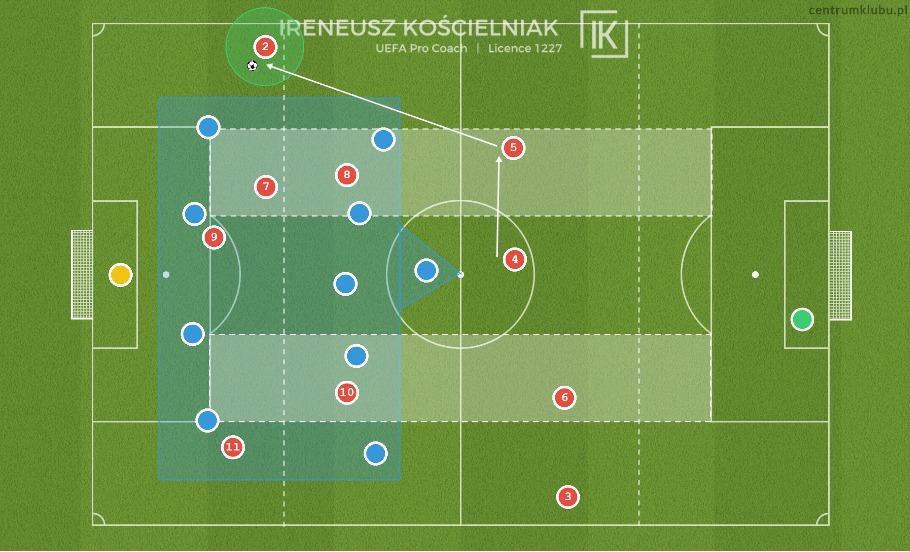 centrumklubu.pl
IRENEUSZ KOŚCIELNIAK
UEFA Pro Coach | Licence 1227
IK
2
5
8
7
9
4
10
6
11
3